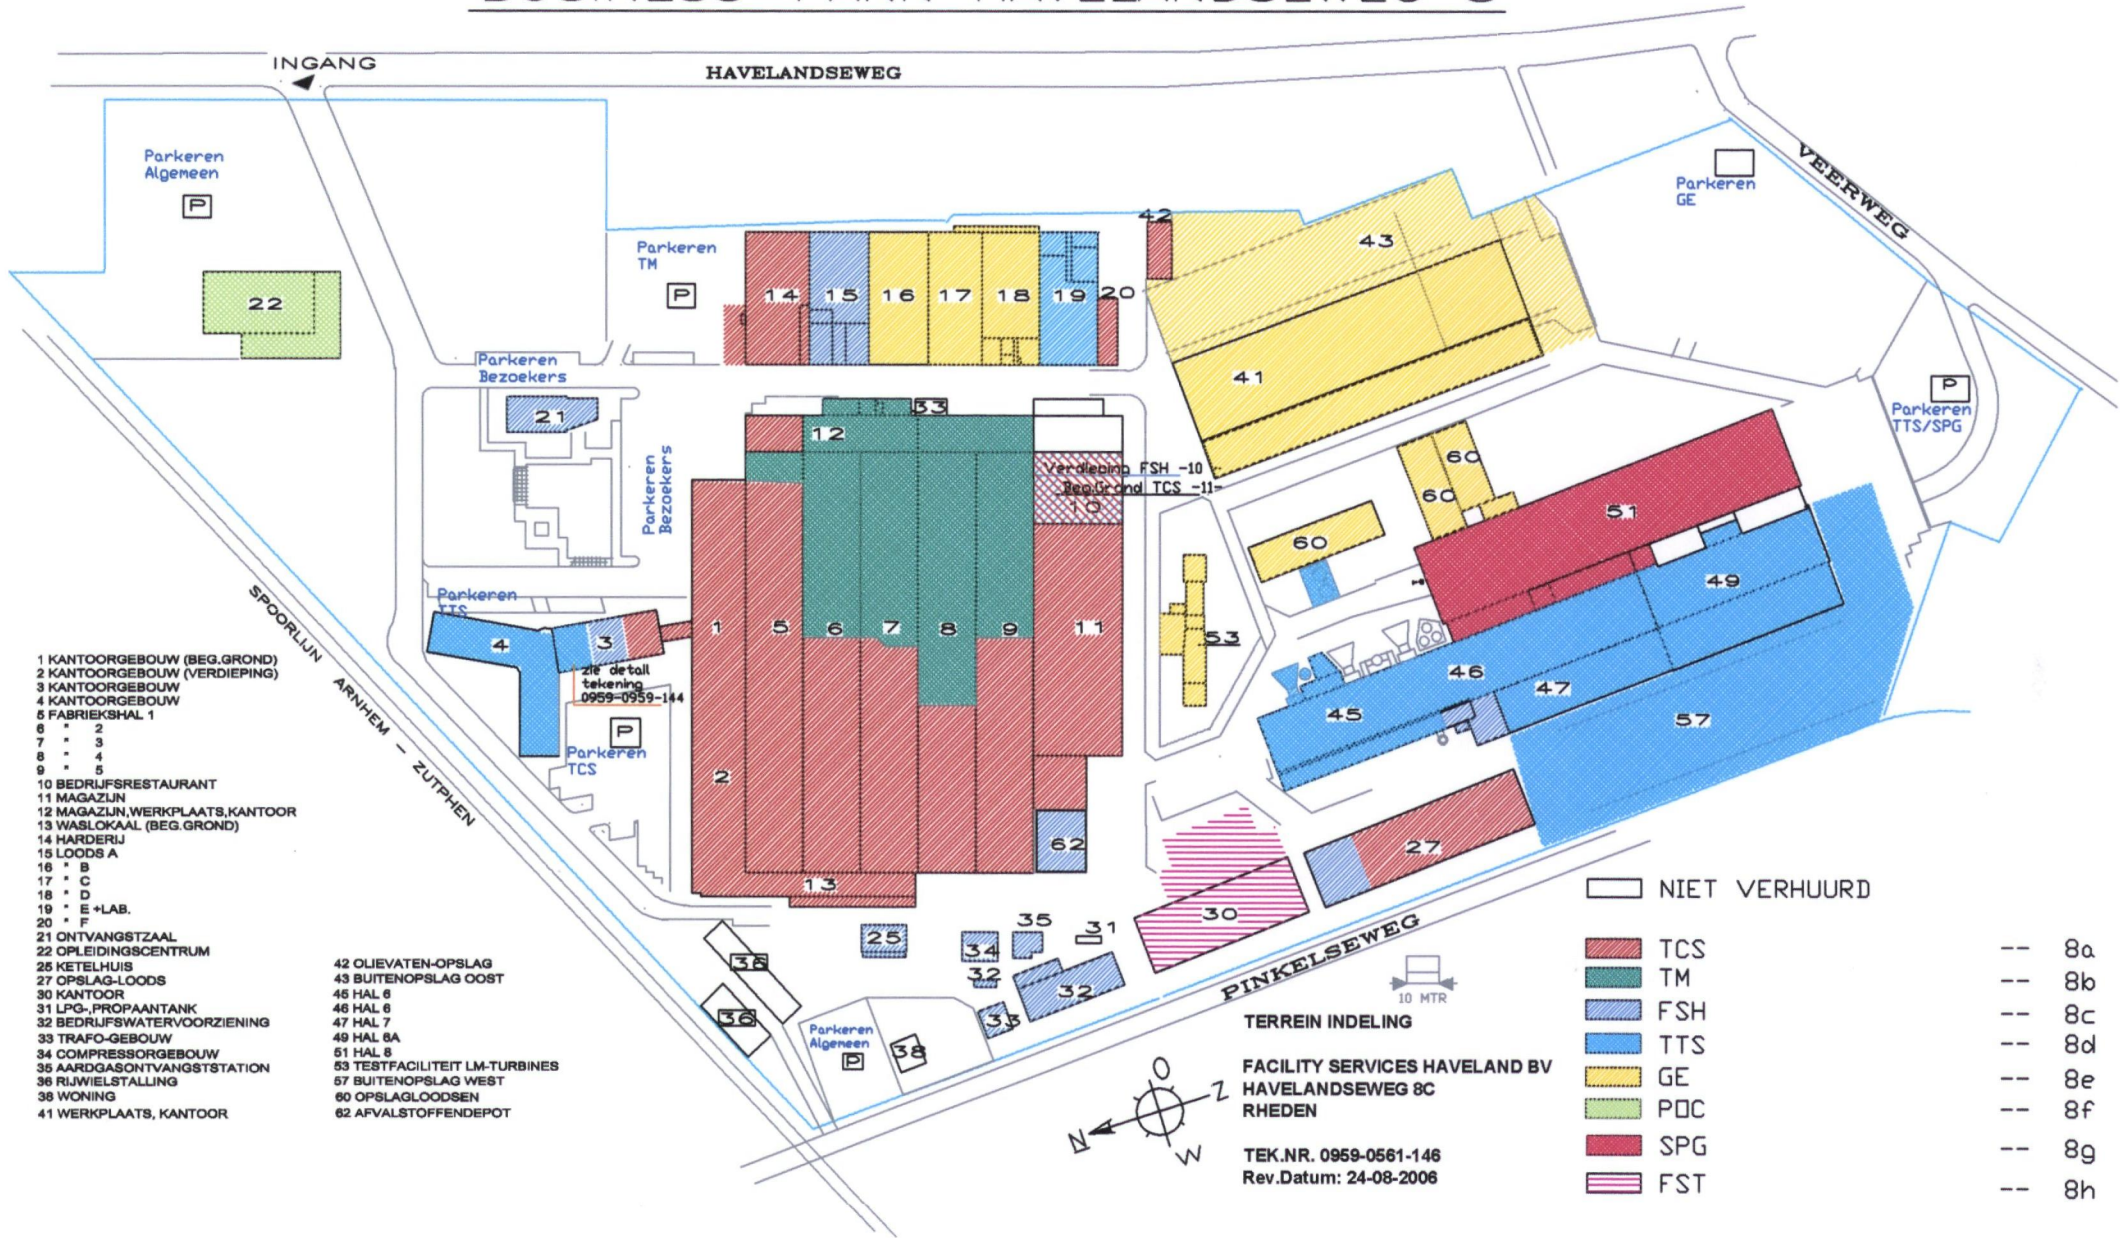 INGANG
HAVELANDSEWEG
VEERWEG
Parkeren
Algemeen
P
Parkeren
GE
22
Parkeren
TM
P
14
15
16
17
18
19
20
42
43
41
Parkeren
Bezoekers
21
Parkeren
Bezoekers
33
12
Verdieping FSH -10
Beg.Grond TCS -11-
10
60
60
60
51
P
Parkeren
TTS/SPG
49
53
46
47
45
57
Parkeren
TTS
4
3
1
5
6
7
8
9
11
zie detail
tekening
0959-0959-144
P
Parkeren
TCS
2
62
13
27
30
25
34
35
31
32
32
33
36
36
38
Parkeren
Algemeen
P
SPOORLIJN ARNHEM - ZUTPHEN
PINKELSEWEG
10 MTR
1 KANTOORGEBOUW (BEG.GROND)
2 KANTOORGEBOUW (VERDIEPING)
3 KANTOORGEBOUW
4 KANTOORGEBOUW
5 FABRIEKSHAL 1
6 " 2
7 " 3
8 " 4
9 " 5
10 BEDRIJFSRESTAURANT
11 MAGAZIJN
12 MAGAZIJN,WERKPLAATS,KANTOOR
13 WASLOKAAL (BEG.GROND)
14 HARDERIJ
15 LOODS A
16 " B
17 " C
18 " D
19 " E +LAB.
20 " F
21 ONTVANGSTZAAL
22 OPLEIDINGSCENTRUM
25 KETELHUIS
27 OPSLAG-LOODS
30 KANTOOR
31 LPG-,PROPAANTANK
32 BEDRIJFSWATERVOORZIENING
33 TRAFO-GEBOUW
34 COMPRESSORGEBOUW
35 AARDGASONTVANGSTSTATION
36 RIJWIELSTALLING
38 WONING
41 WERKPLAATS, KANTOOR
42 OLIEVATEN-OPSLAG
43 BUITENOPSLAG OOST
45 HAL 6
46 HAL 6
47 HAL 7
49 HAL 8A
51 HAL 8
53 TESTFACILITEIT LM-TURBINES
57 BUITENOPSLAG WEST
60 OPSLAGLOODSEN
62 AFVALSTOFFENDEPOT
O
Z
N
W
TERREIN INDELING
FACILITY SERVICES HAVELAND BV
HAVELANDSEWEG 8C
RHEDEN
TEK.NR. 0959-0561-146
Rev.Datum: 24-08-2006
NIET VERHUURD
TCS -- 8a
TM -- 8b
FSH -- 8c
TTS -- 8d
GE -- 8e
POC -- 8f
SPG -- 8g
FST -- 8h